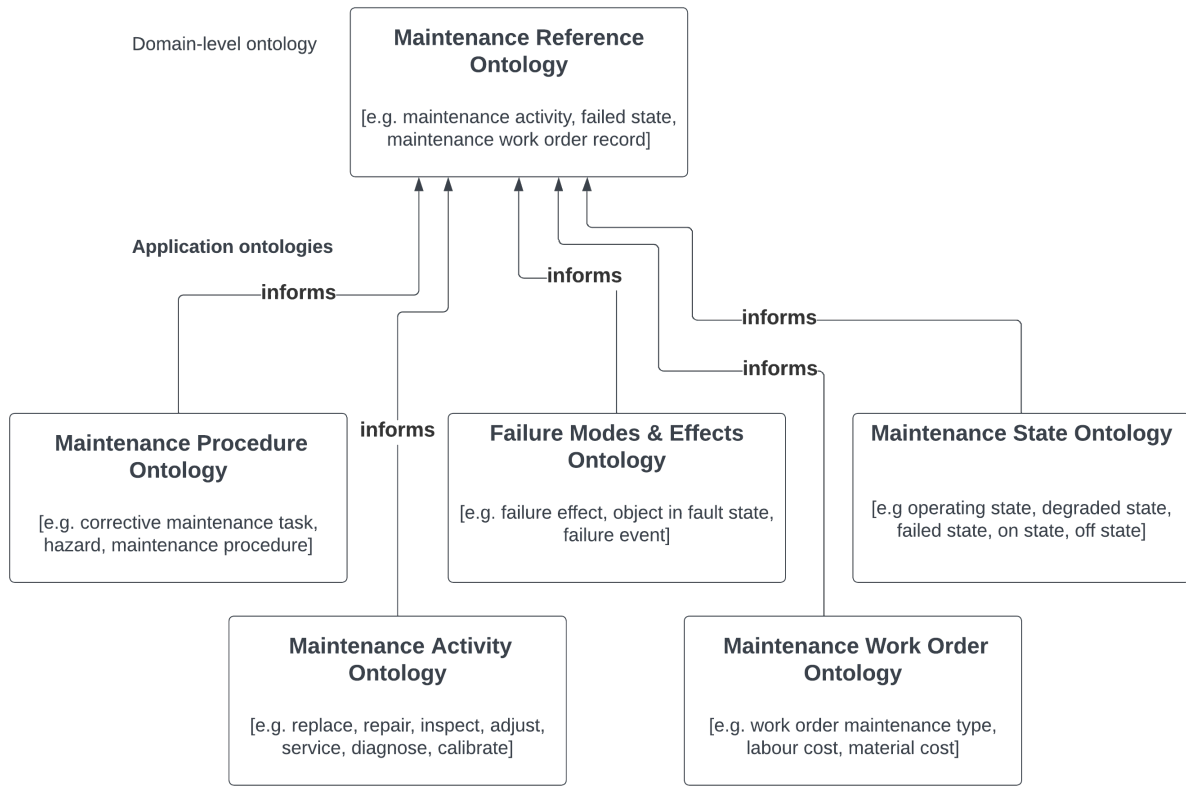 Domain-level ontology
Maintenance Reference
Ontology
[e.g. maintenance activity, failed state,
maintenance work order record]
Application ontologies
informs
informs
informs
informs
informs
Maintenance Procedure
Ontology
[e.g. corrective maintenance task,
hazard, maintenance procedure]
Failure Modes & Effects
Ontology
[e.g. failure effect, object in fault state,
failure event]
Maintenance State Ontology
[e.g operating state, degraded state,
failed state, on state, off state]
Maintenance Activity
Ontology
[e.g. replace, repair, inspect, adjust,
service, diagnose, calibrate]
Maintenance Work Order
Ontology
[e.g. work order maintenance type,
labour cost, material cost]